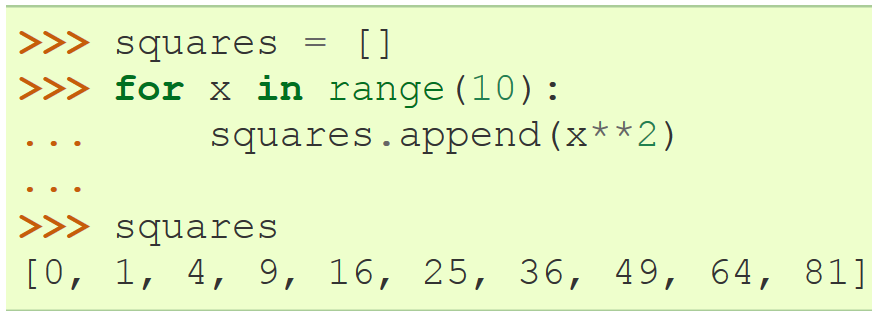 >>> squares = []
>>> for x in range(10):
...     squares.append(x**2)
...
>>> squares
[0, 1, 4, 9, 16, 25, 36, 49, 64, 81]